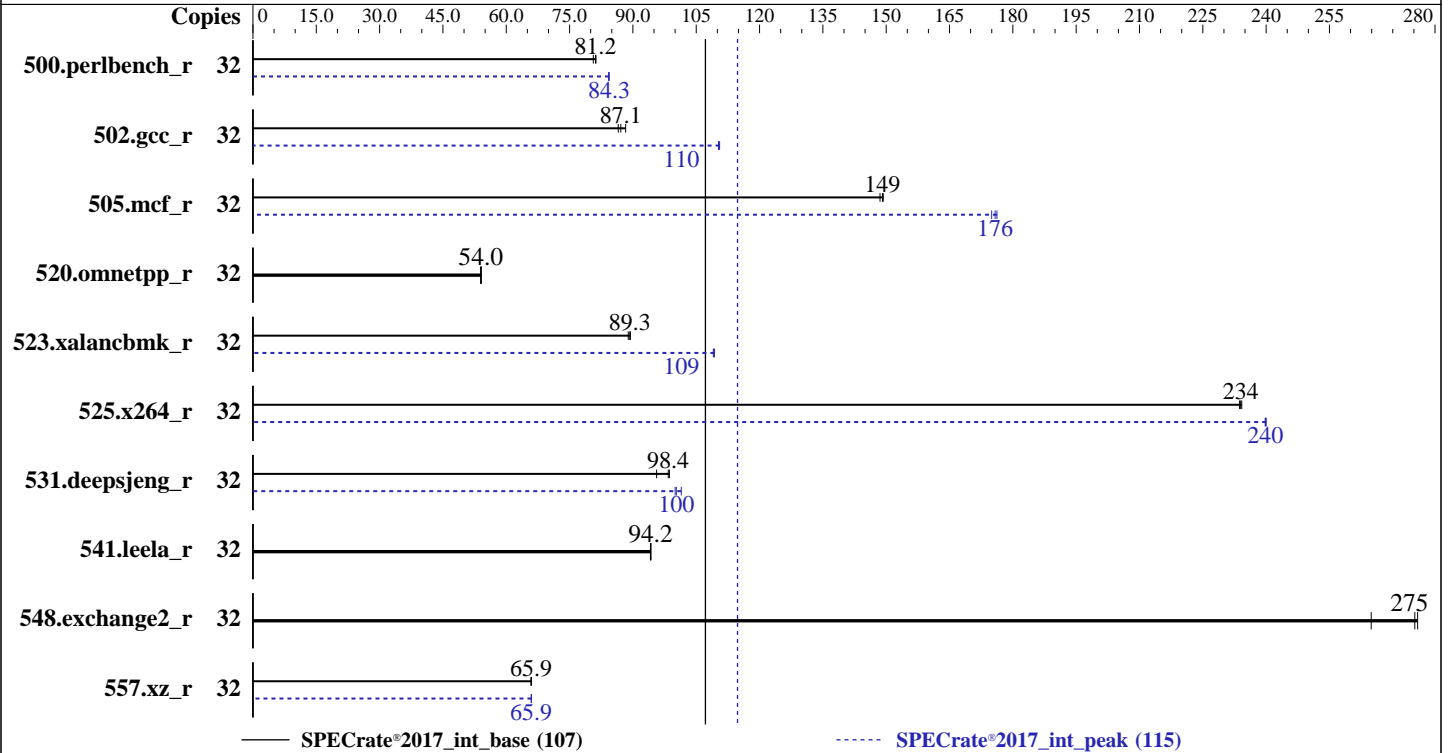 Copies 0 15.0 30.0 45.0 60.0 75.0 90.0 105 120 135 150 165 180 195 210 225 240 255 280
500.perlbench_r 32 81.2
84.3
502.gcc_r 32 87.1
110
505.mcf_r 32 149
176
520.omnetpp_r 32 54.0
523.xalancbmk_r 32 89.3
109
525.x264_r 32 234
240
531.deepsjeng_r 32 98.4
100
541.leela_r 32 94.2
548.exchange2_r 32 275
557.xz_r 32 65.9
65.9
SPECrate®2017_int_base (107) SPECrate®2017_int_peak (115)